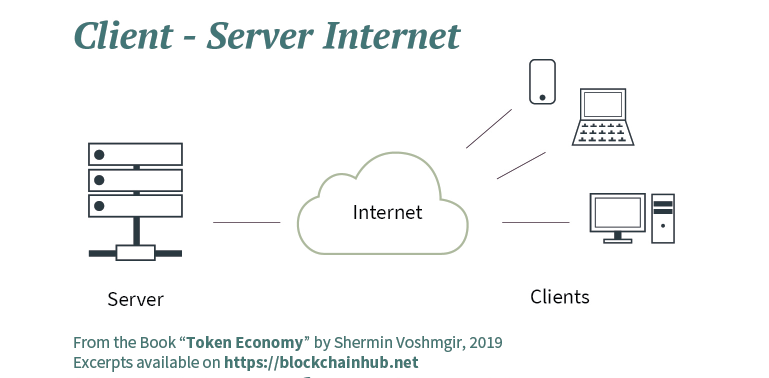 Client - Server Internet
Internet
Server
Clients
From the Book “Token Economy” by Shermin Voshmgir, 2019
Excerpts available on https://blockchainhub.net